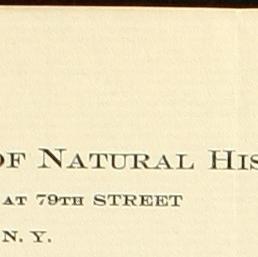 OF NATURAL HIS
AT 79TH STREET
N. Y.